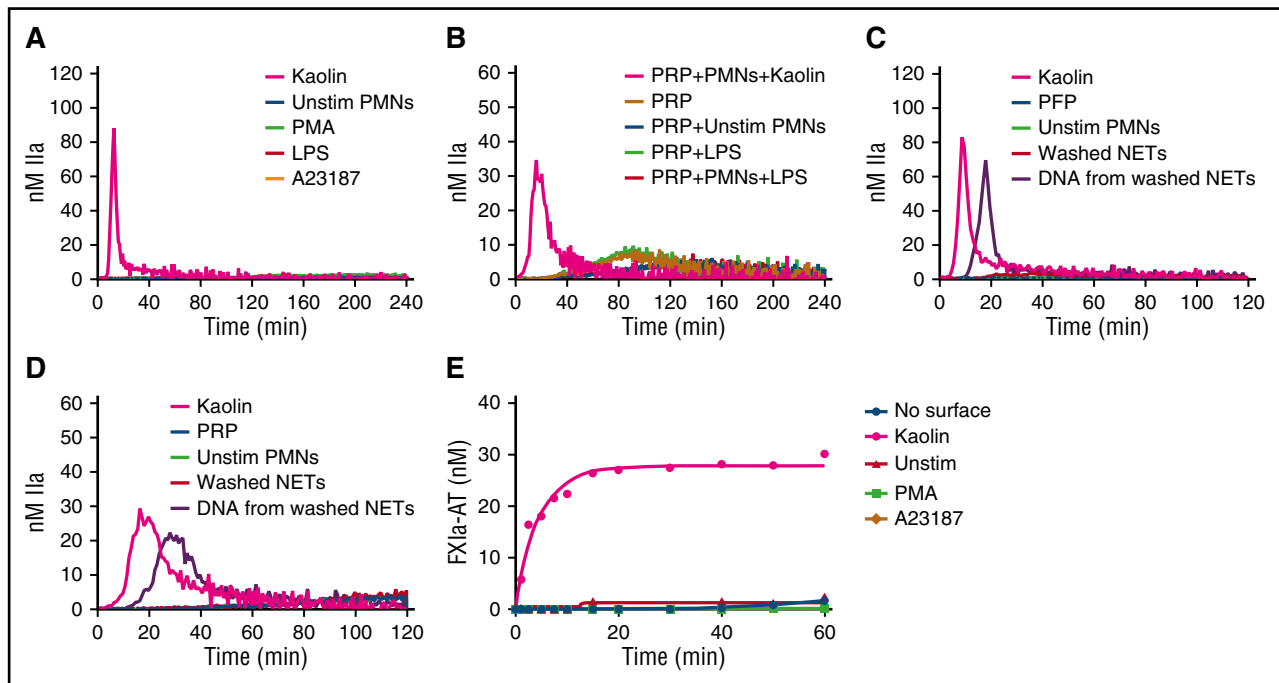 A
nM IIa
120
100
80
60
40
20
0
0 40 80 120 160 200 240
Time (min)
Kaolin
Unstim PMNs
PMA
LPS
A23187
B
nM IIa
60
50
40
30
20
10
0
0 40 80 120 160 200 240
Time (min)
PRP+PMNs+Kaolin
PRP
PRP+Unstim PMNs
PRP+LPS
PRP+PMNs+LPS
C
nM IIa
120
100
80
60
40
20
0
0 20 40 60 80 100 120
Time (min)
Kaolin
PFP
Unstim PMNs
Washed NETs
DNA from washed NETs
D
nM IIa
60
50
40
30
20
10
0
0 20 40 60 80 100 120
Time (min)
Kaolin
PRP
Unstim PMNs
Washed NETs
DNA from washed NETs
E
FXIa-AT (nM)
40
30
20
10
0
0 20 40 60
Time (min)
No surface
Kaolin
Unstim
PMA
A23187